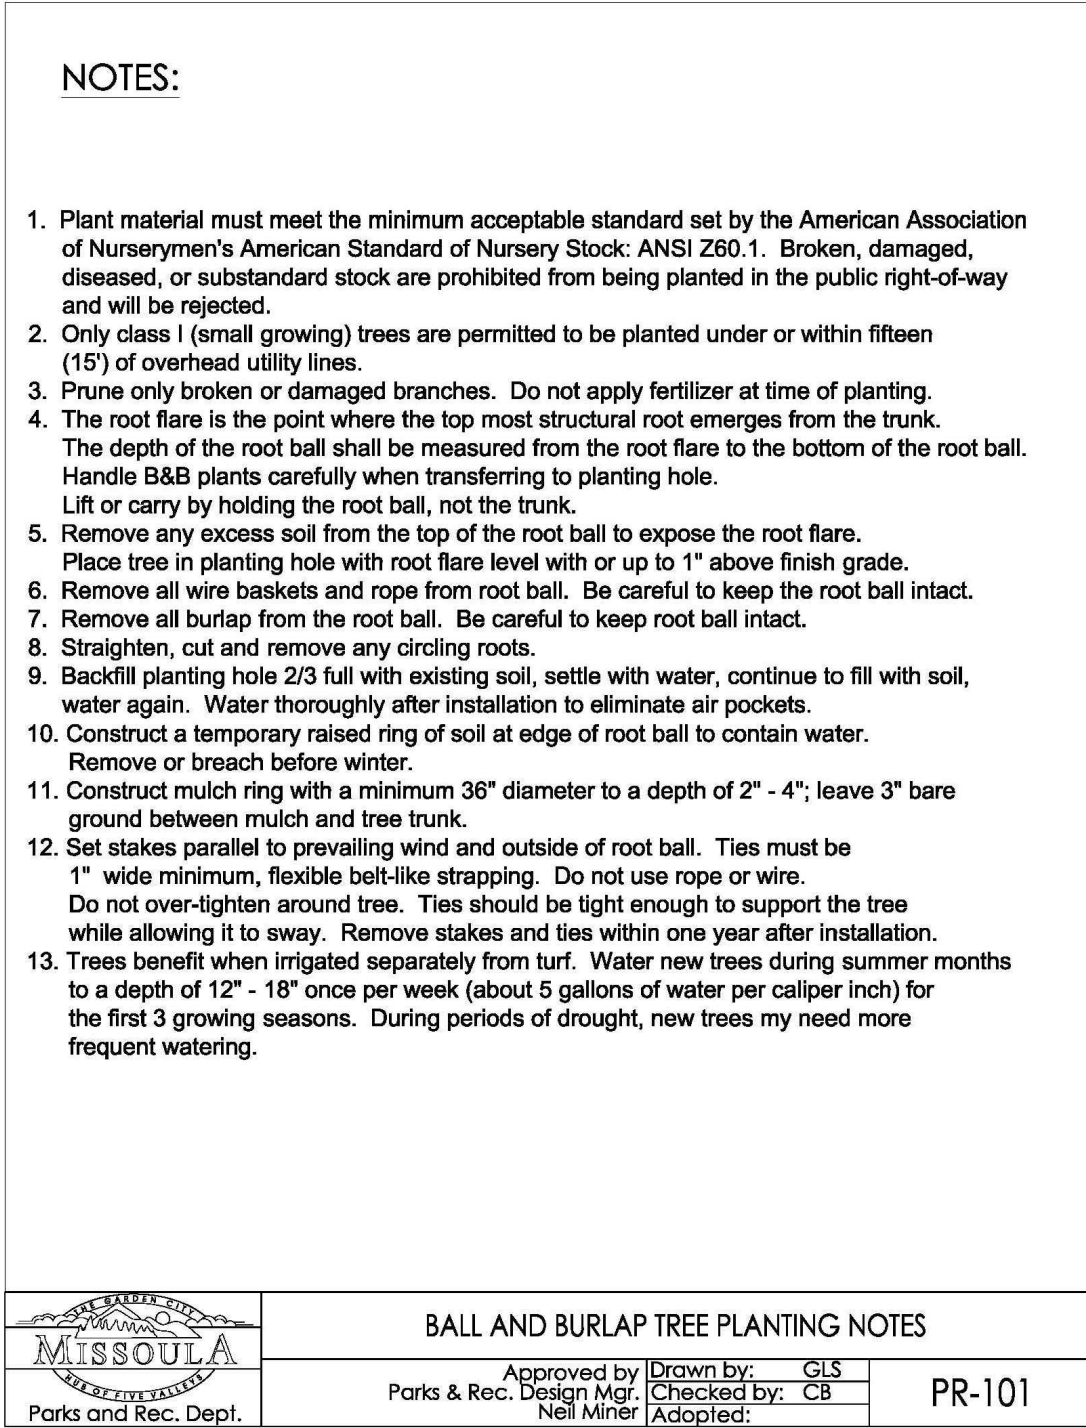 NOTES:
1. Plant material must meet the minimum acceptable standard set by the American Association
of Nurserymen's American Standard of Nursery Stock: ANSI Z60.1. Broken, damaged,
diseased, or substandard stock are prohibited from being planted in the public right-of-way
and will be rejected.
2. Only class I (small growing) trees are permitted to be planted under or within fifteen
(15') of overhead utility lines.
3. Prune only broken or damaged branches. Do not apply fertilizer at time of planting.
4. The root flare is the point where the top most structural root emerges from the trunk.
The depth of the root ball shall be measured from the root flare to the bottom of the root ball.
Handle B&B plants carefully when transferring to planting hole.
Lift or carry by holding the root ball, not the trunk.
5. Remove any excess soil from the top of the root ball to expose the root flare.
Place tree in planting hole with root flare level with or up to 1" above finish grade.
6. Remove all wire baskets and rope from root ball. Be careful to keep the root ball intact.
7. Remove all burlap from the root ball. Be careful to keep root ball intact.
8. Straighten, cut and remove any circling roots.
9. Backfill planting hole 2/3 full with existing soil, settle with water, continue to fill with soil,
water again. Water thoroughly after installation to eliminate air pockets.
10. Construct a temporary raised ring of soil at edge of root ball to contain water.
Remove or breach before winter.
11. Construct mulch ring with a minimum 36" diameter to a depth of 2" - 4"; leave 3" bare
ground between mulch and tree trunk.
12. Set stakes parallel to prevailing wind and outside of root ball. Ties must be
1" wide minimum, flexible belt-like strapping. Do not use rope or wire.
Do not over-tighten around tree. Ties should be tight enough to support the tree
while allowing it to sway. Remove stakes and ties within one year after installation.
13. Trees benefit when irrigated separately from turf. Water new trees during summer months
to a depth of 12" - 18" once per week (about 5 gallons of water per caliper inch) for
the first 3 growing seasons. During periods of drought, new trees my need more
frequent watering.
THE GARDEN CITY
MISSOULA
HUB OF FIVE VALLEYS
Parks and Rec. Dept.
BALL AND BURLAP TREE PLANTING NOTES
Approved by
Parks & Rec. Design Mgr.
Neil Miner
Drawn by: GLS
Checked by: CB
Adopted:
PR-101